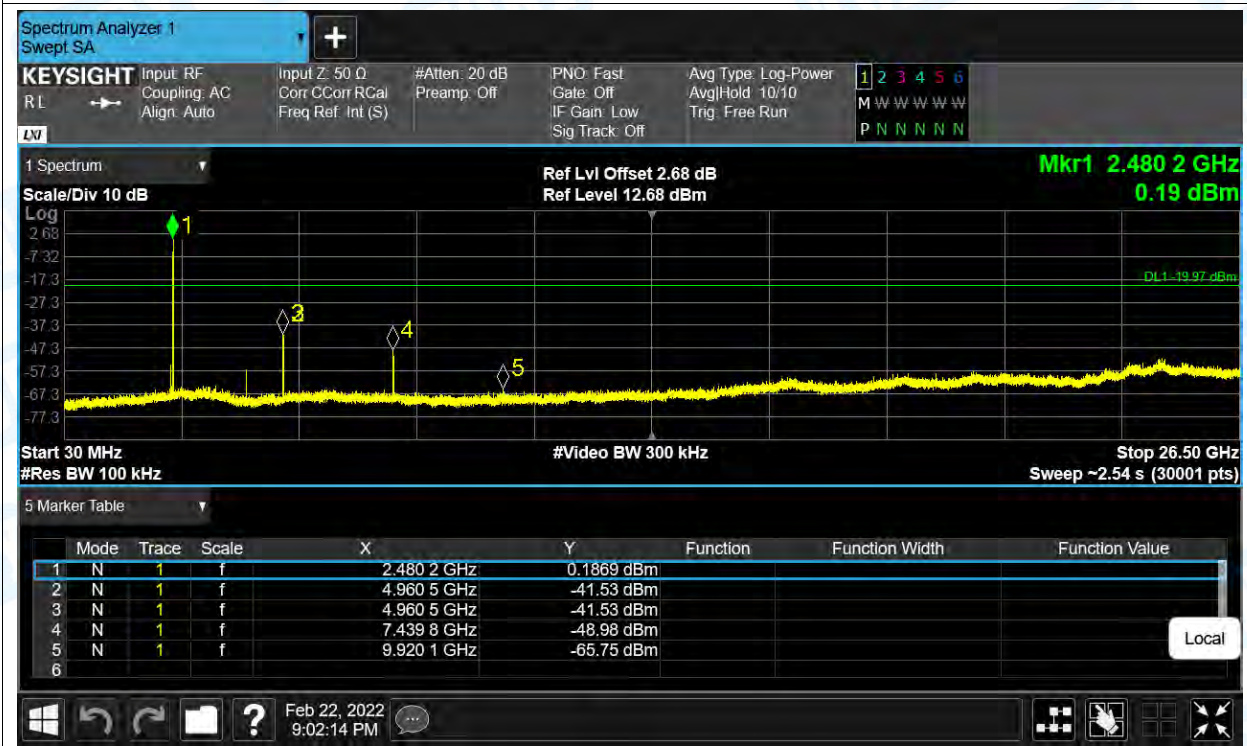 Spectrum Analyzer 1
Swept SA
+
KEYSIGHT Input: RF Input Z: 50 Ω #Atten: 20 dB PNO: Fast Avg Type: Log-Power 1 2 3 4 5 6
R L Coupling: AC Corr CCorr RCal Preamp: Off Gate: Off Avg|Hold: 10/10 M W W W W W W
Align: Auto Freq Ref: Int (S) IF Gain: Low Trig: Free Run
LXI Sig Track: Off P N N N N N N
1 Spectrum Ref Lvl Offset 2.68 dB Mkr1 2.480 2 GHz
Scale/Div 10 dB Ref Level 12.68 dBm 0.19 dBm
Log
1
2.68
-7.32
-17.3 DL1 -19.97 dBm
-27.3
3
-37.3
4
-47.3
-57.3 5
-67.3
-77.3
Start 30 MHz #Video BW 300 kHz Stop 26.50 GHz
#Res BW 100 kHz Sweep ~2.54 s (30001 pts)
5 Marker Table
Mode Trace Scale X Y Function Function Width Function Value
1 N 1 f 2.480 2 GHz 0.1869 dBm
2 N 1 f 4.960 5 GHz -41.53 dBm
3 N 1 f 4.960 5 GHz -41.53 dBm
4 N 1 f 7.439 8 GHz -48.98 dBm
5 N 1 f 9.920 1 GHz -65.75 dBm
6
Local
? Feb 22, 2022
9:02:14 PM